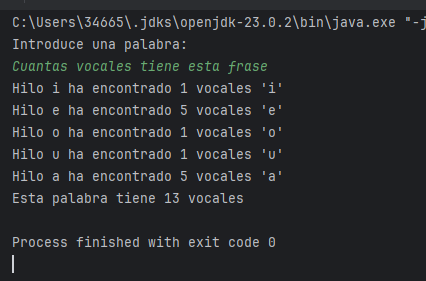 C:\Users\34665\.jdks\openjdk-23.0.2\bin\java.exe "-j
Introduce una palabra:
Cuantas vocales tiene esta frase
Hilo i ha encontrado 1 vocales 'i'
Hilo e ha encontrado 5 vocales 'e'
Hilo o ha encontrado 1 vocales 'o'
Hilo u ha encontrado 1 vocales 'u'
Hilo a ha encontrado 5 vocales 'a'
Esta palabra tiene 13 vocales
Process finished with exit code 0